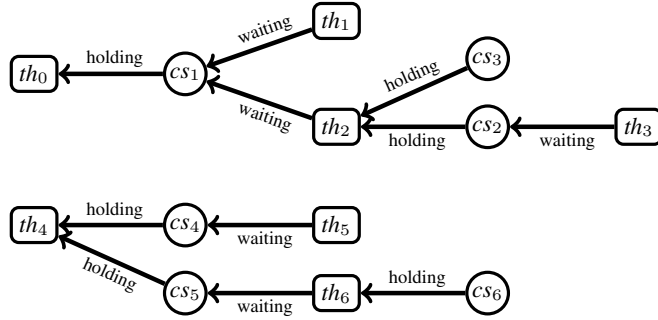 th₁
waiting
holding
cs₃
th₀
cs₁
holding
waiting
th₂
cs₂
th₃
holding
waiting
th₄
holding
cs₄
th₅
waiting
holding
cs₅
th₆
holding
cs₆
waiting